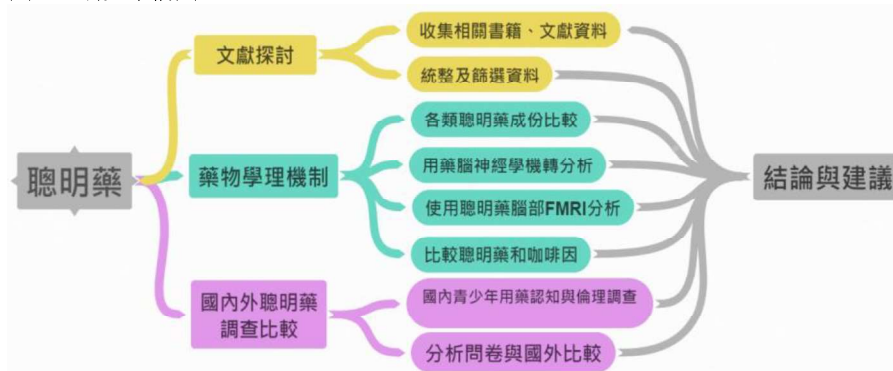 聰明藥
文獻探討
收集相關書籍、文獻資料
統整及篩選資料
藥物學理機制
各類聰明藥成份比較
用藥腦神經學機轉分析
使用聰明藥腦部FMRI分析
比較聰明藥和咖啡因
國內外聰明藥
調查比較
國內青少年用藥認知與倫理調查
分析問卷與國外比較
結論與建議